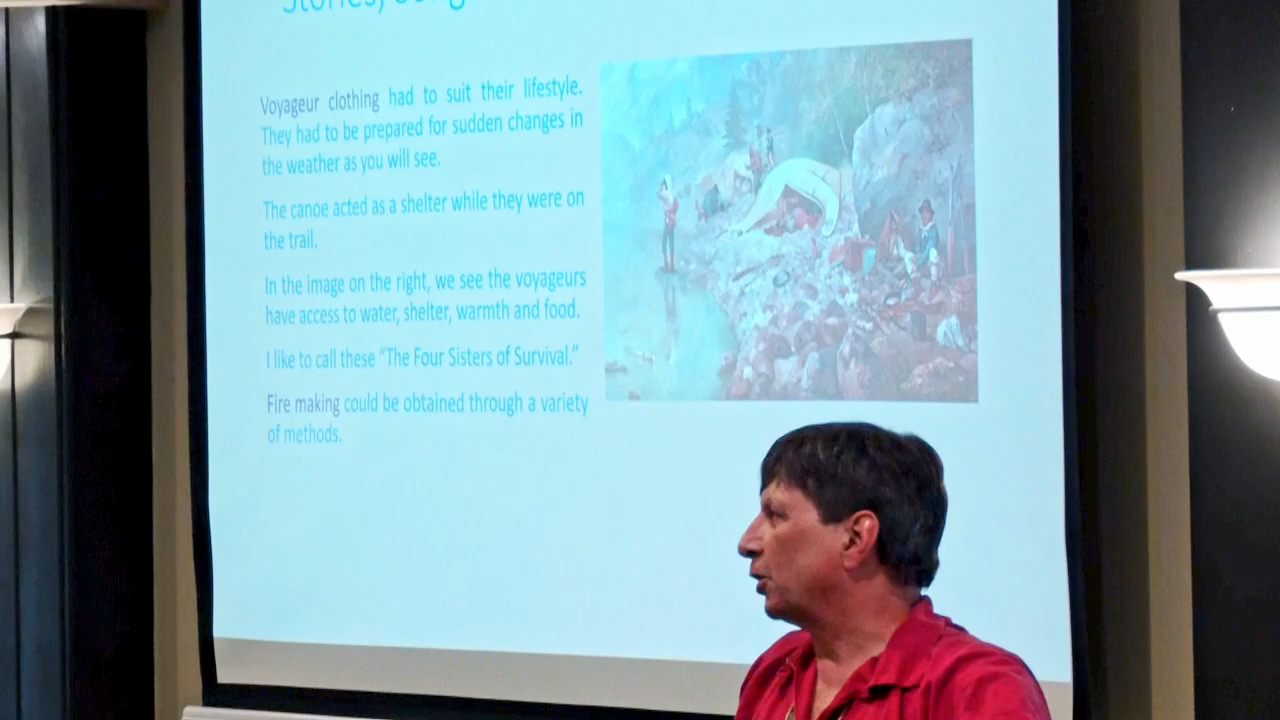 Stories,
Voyageur clothing had to suit their lifestyle.
They had to be prepared for sudden changes in
the weather as you will see.
The canoe acted as a shelter while they were on
the trail.
In the image on the right, we see the voyageurs
have access to water, shelter, warmth and food.
I like to call these “The Four Sisters of Survival.”
Fire making could be obtained through a variety
of methods.